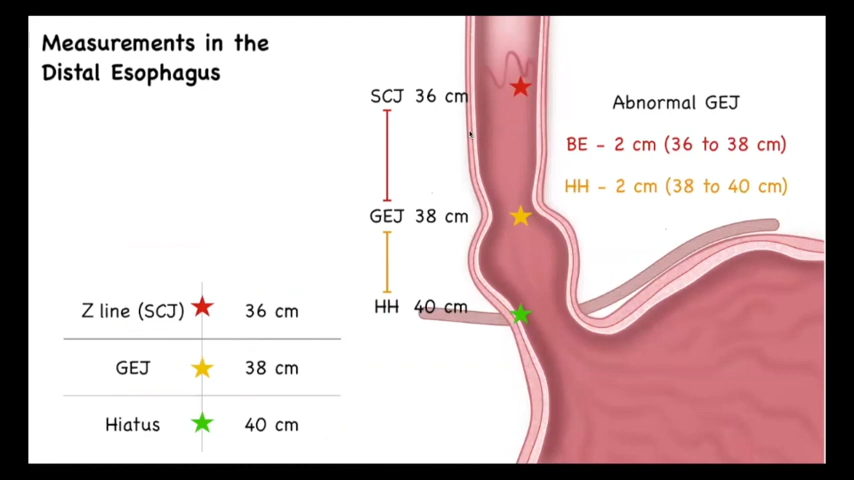 Measurements in the
Distal Esophagus
SCJ 36 cm
GEJ 38 cm
HH 40 cm
Abnormal GEJ
BE - 2 cm (36 to 38 cm)
HH - 2 cm (38 to 40 cm)
Z line (SCJ) 36 cm
GEJ 38 cm
Hiatus 40 cm